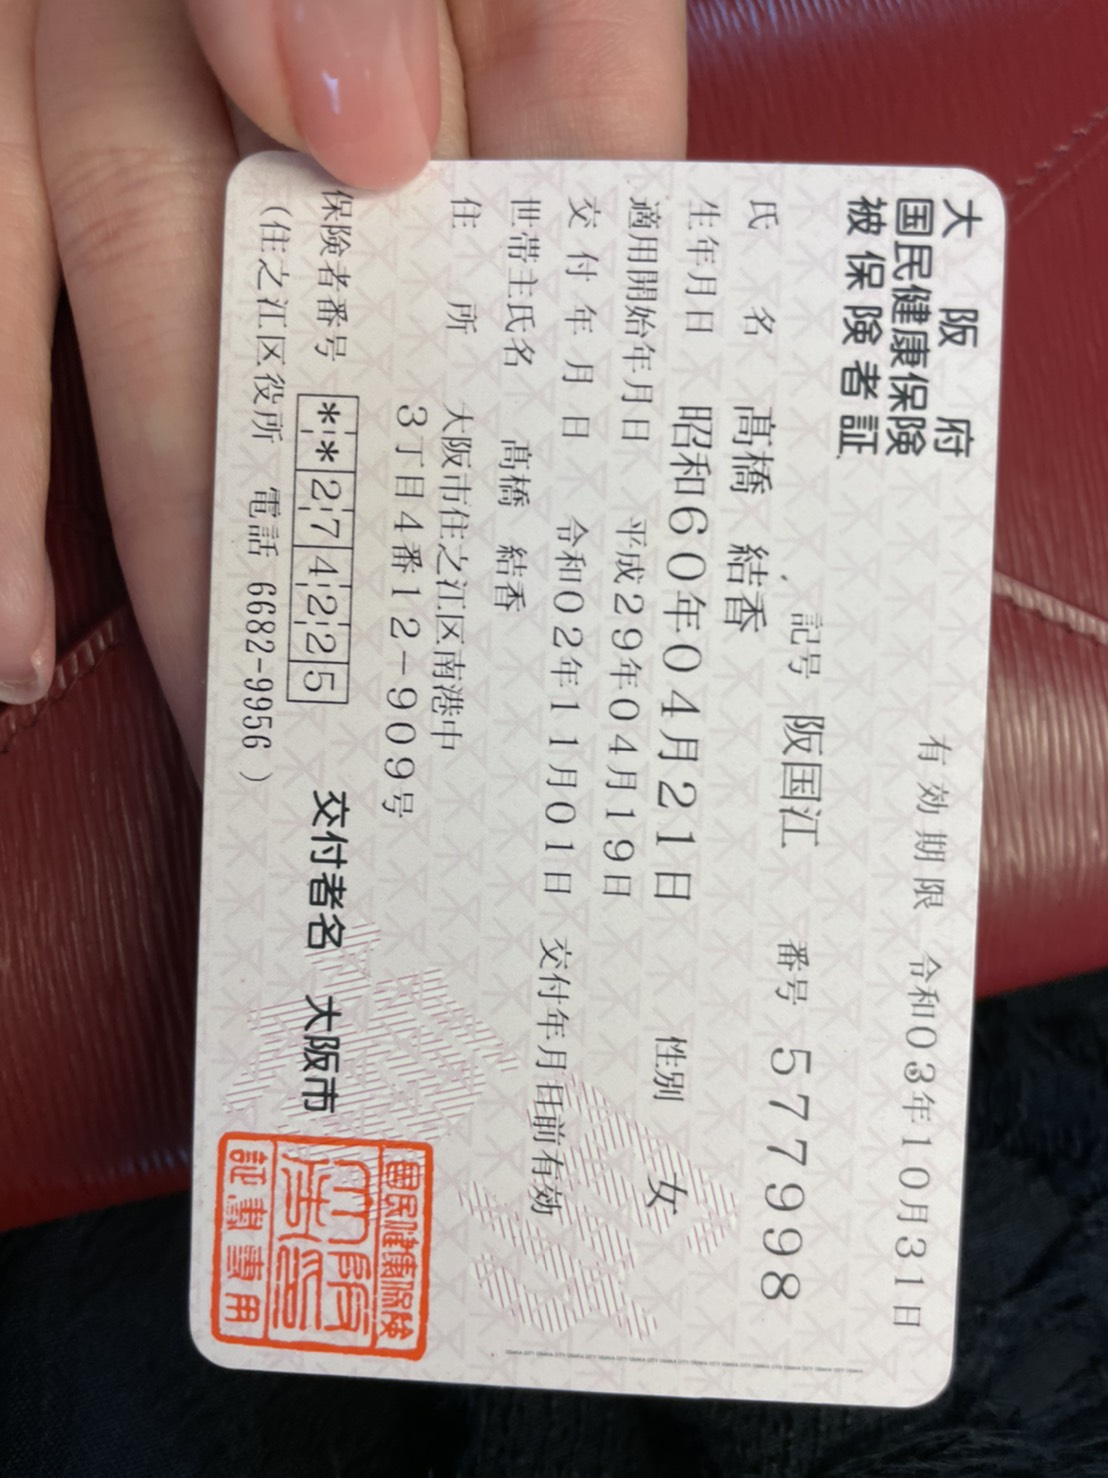 大阪府
国民健康保険
被保険者証
有効期限 令和03年10月31日
記号 阪国江 番号 577998
氏名 髙橋 結香
生年月日 昭和60年04月21日 性別 女
適用開始年月日 平成29年04月19日
交付年月日 令和02年11月01日 交付年月日前有効
世帯主氏名 髙橋 結香
住所 大阪市住之江区南港中
3丁目4番12-909号
保険者番号 **274225 交付者名 大阪市
(住之江区役所 電話 6682-9956)
国民健康保険
証専用